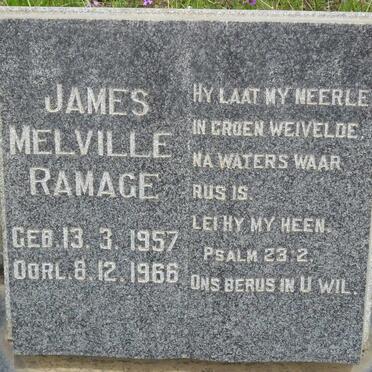 JAMES
MELVILLE
RAMAGE
GEB. 13. 3. 1957
OORL. 8. 12. 1966
HY LAAT MY NEERLE
IN GROEN WEIVELDE,
NA WATERS WAAR
RUS IS.
LEI HY MY HEEN.
PSALM 23:2.
ONS BERUS IN U WIL.